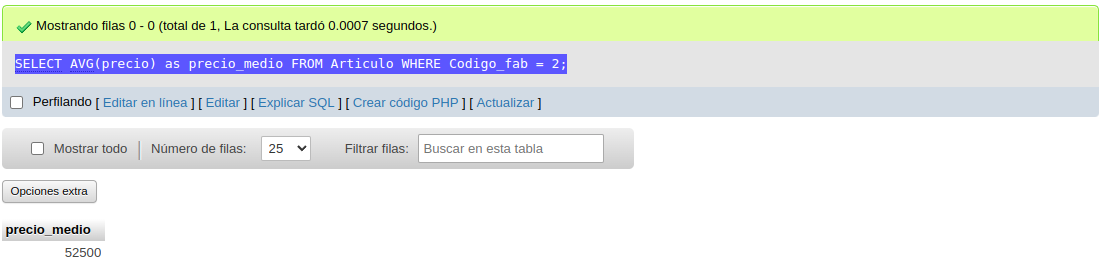 Mostrando filas 0 - 0 (total de 1, La consulta tardó 0.0007 segundos.)
SELECT AVG(precio) as precio_medio FROM Articulo WHERE Codigo_fab = 2;
Perfilando [ Editar en línea ] [ Editar ] [ Explicar SQL ] [ Crear código PHP ] [ Actualizar ]
Mostrar todo | Número de filas: 25 Filtrar filas: Buscar en esta tabla
Opciones extra
precio_medio
52500